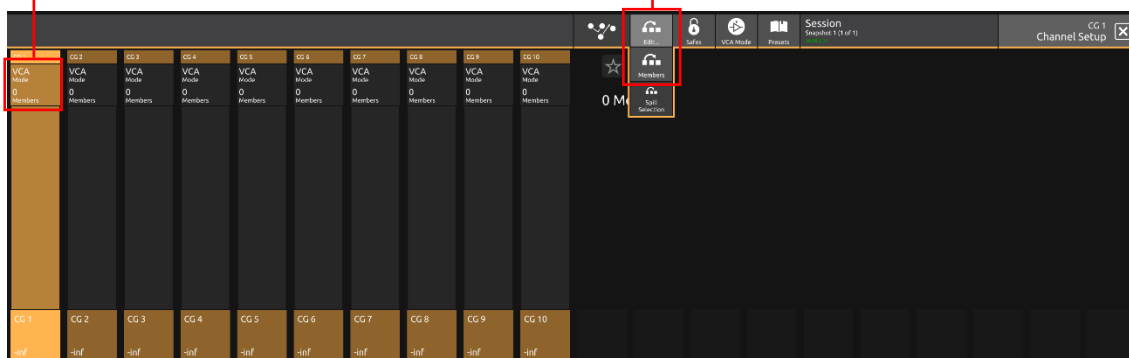 Session
Snapshot 1 (1 of 1)
CG 1
Channel Setup
Edit...
Safes
VCA Mode
Presets
Members
Spill
Selection
0 M
CG 2
CG 3
CG 4
CG 5
CG 6
CG 7
CG 8
CG 9
CG 10
VCA
Mode
0
Members
VCA
Mode
0
Members
VCA
Mode
0
Members
VCA
Mode
0
Members
VCA
Mode
0
Members
VCA
Mode
0
Members
VCA
Mode
0
Members
VCA
Mode
0
Members
VCA
Mode
0
Members
VCA
Mode
0
Members
CG 1
-inf
CG 2
-inf
CG 3
-inf
CG 4
-inf
CG 5
-inf
CG 6
-inf
CG 7
-inf
CG 8
-inf
CG 9
-inf
CG 10
-inf